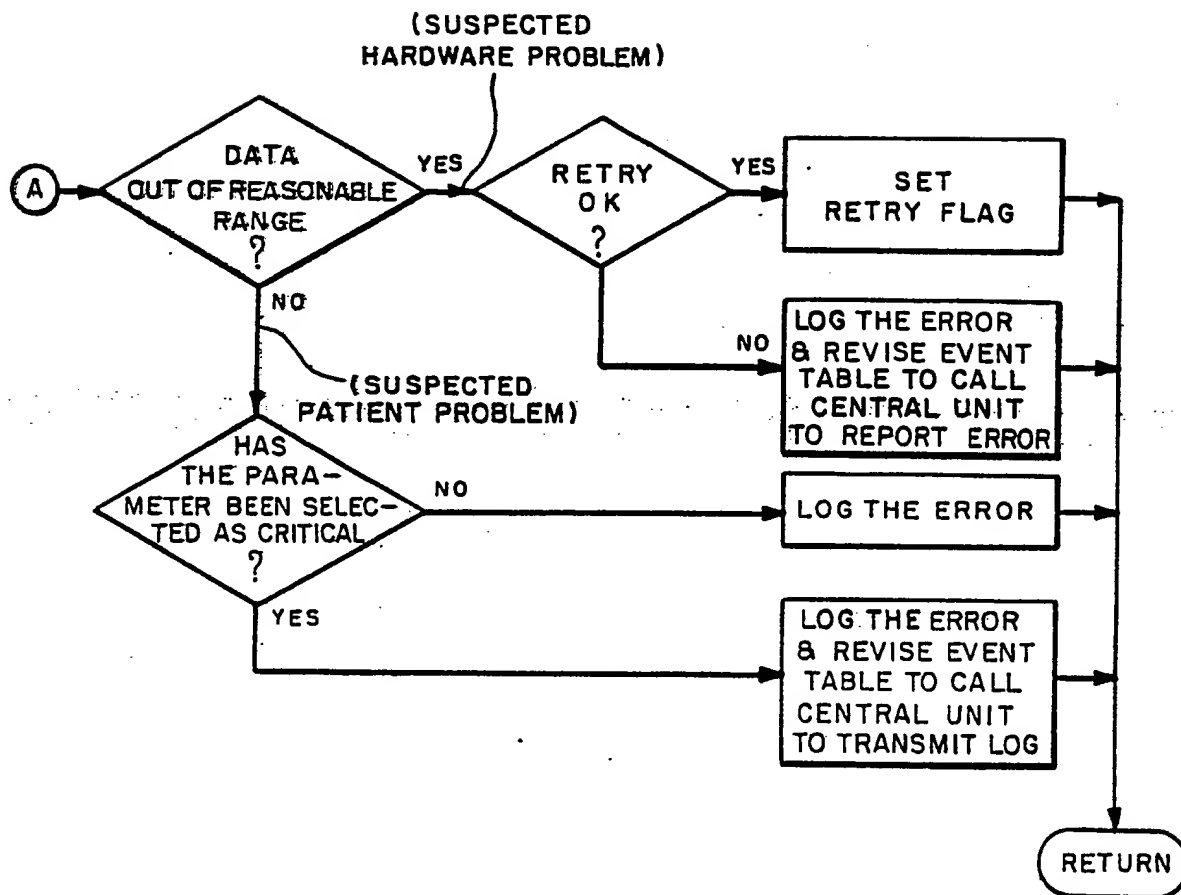 (SUSPECTED
HARDWARE PROBLEM)
A
DATA
OUT OF REASONABLE
RANGE
?
YES
RETRY
OK
?
YES
SET
RETRY FLAG
NO
(SUSPECTED
PATIENT PROBLEM)
NO
LOG THE ERROR
& REVISE EVENT
TABLE TO CALL
CENTRAL UNIT
TO REPORT ERROR
HAS
THE PARA-
METER BEEN SELEC-
TED AS CRITICAL
?
NO
LOG THE ERROR
YES
LOG THE ERROR
& REVISE EVENT
TABLE TO CALL
CENTRAL UNIT
TO TRANSMIT LOG
RETURN